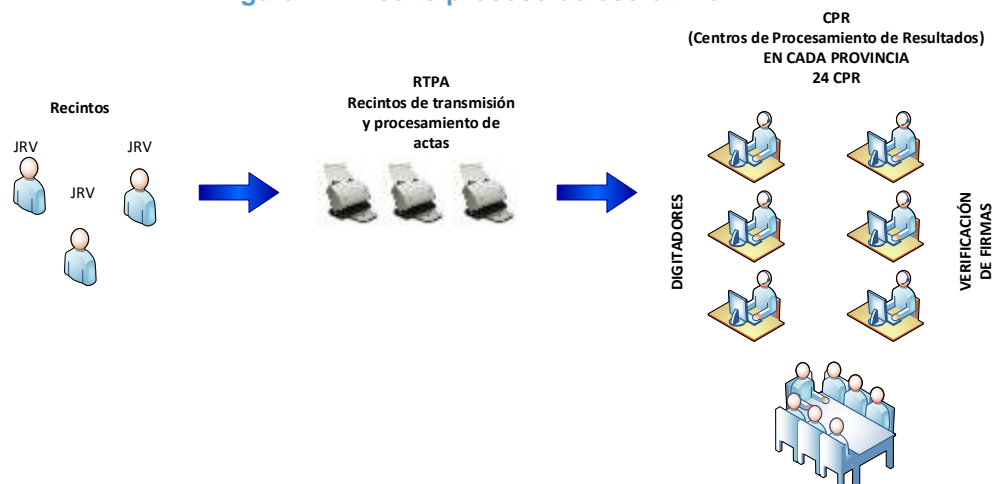 Recintos
JRV
JRV
JRV
RTPA
Recintos de transmisión
y procesamiento de
actas
CPR
(Centros de Procesamiento de Resultados)
EN CADA PROVINCIA
24 CPR
DIGITADORES
VERIFICACIÓN
DE FIRMAS